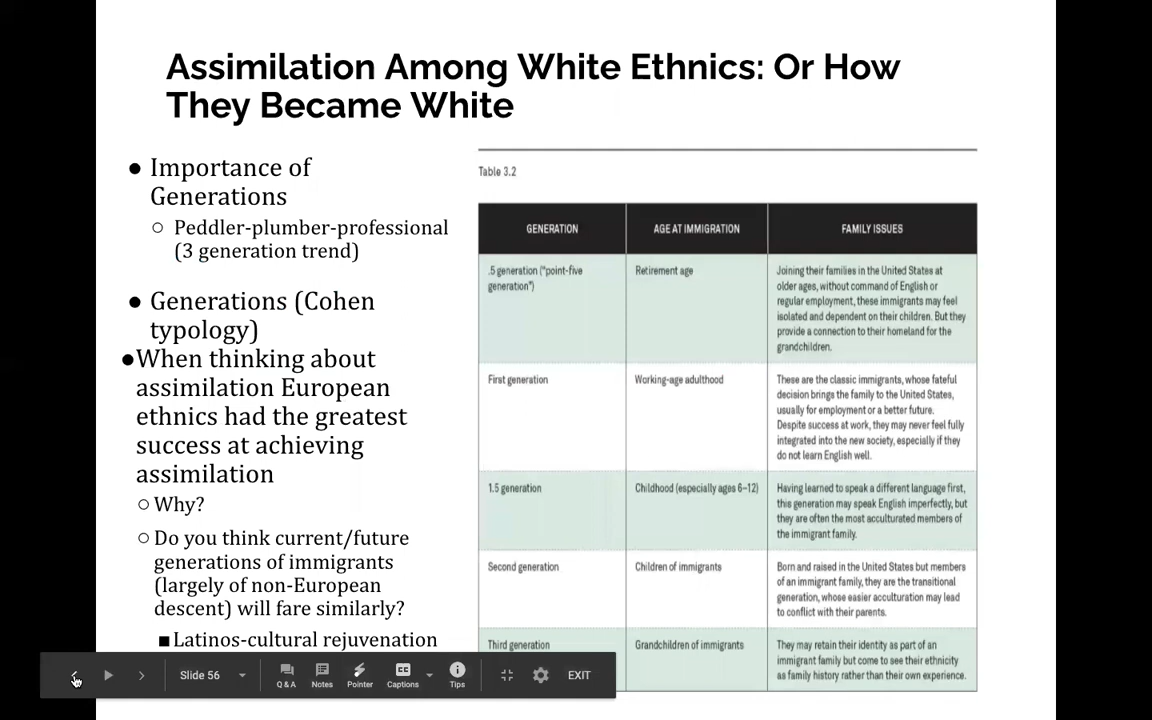 Assimilation Among White Ethnics: Or How
They Became White
● Importance of
Generations
○ Peddler-plumber-professional
(3 generation trend)
● Generations (Cohen
typology)
●When thinking about
assimilation European
ethnics had the greatest
success at achieving
assimilation
○ Why?
○ Do you think current/future
generations of immigrants
(largely of non-European
descent) will fare similarly?
■ Latinos-cultural rejuvenation
Table 3.2
GENERATION
AGE AT IMMIGRATION
FAMILY ISSUES
.5 generation ("point-five
generation")
Retirement age
Joining their families in the United States at
older ages, without command of English or
regular employment, these immigrants may feel
isolated and dependent on their children. But they
provide a connection to their homeland for the
grandchildren.
First generation
Working-age adulthood
These are the classic immigrants, whose fateful
decision brings the family to the United States,
usually for employment or a better future.
Despite success at work, they may never feel fully
integrated into the new society, especially if they
do not learn English well.
1.5 generation
Childhood (especially ages 6–12)
Having learned to speak a different language first,
this generation may speak English imperfectly, but
they are often the most acculturated members of
the immigrant family.
Second generation
Children of immigrants
Born and raised in the United States but members
of an immigrant family, they are the transitional
generation, whose easier acculturation may lead
to conflict with their parents.
Third generation
Grandchildren of immigrants
They may retain their identity as part of an
immigrant family but come to see their ethnicity
as family history rather than their own experience.
Slide 56
Q & A
Notes
Pointer
CC
Captions
Tips
EXIT